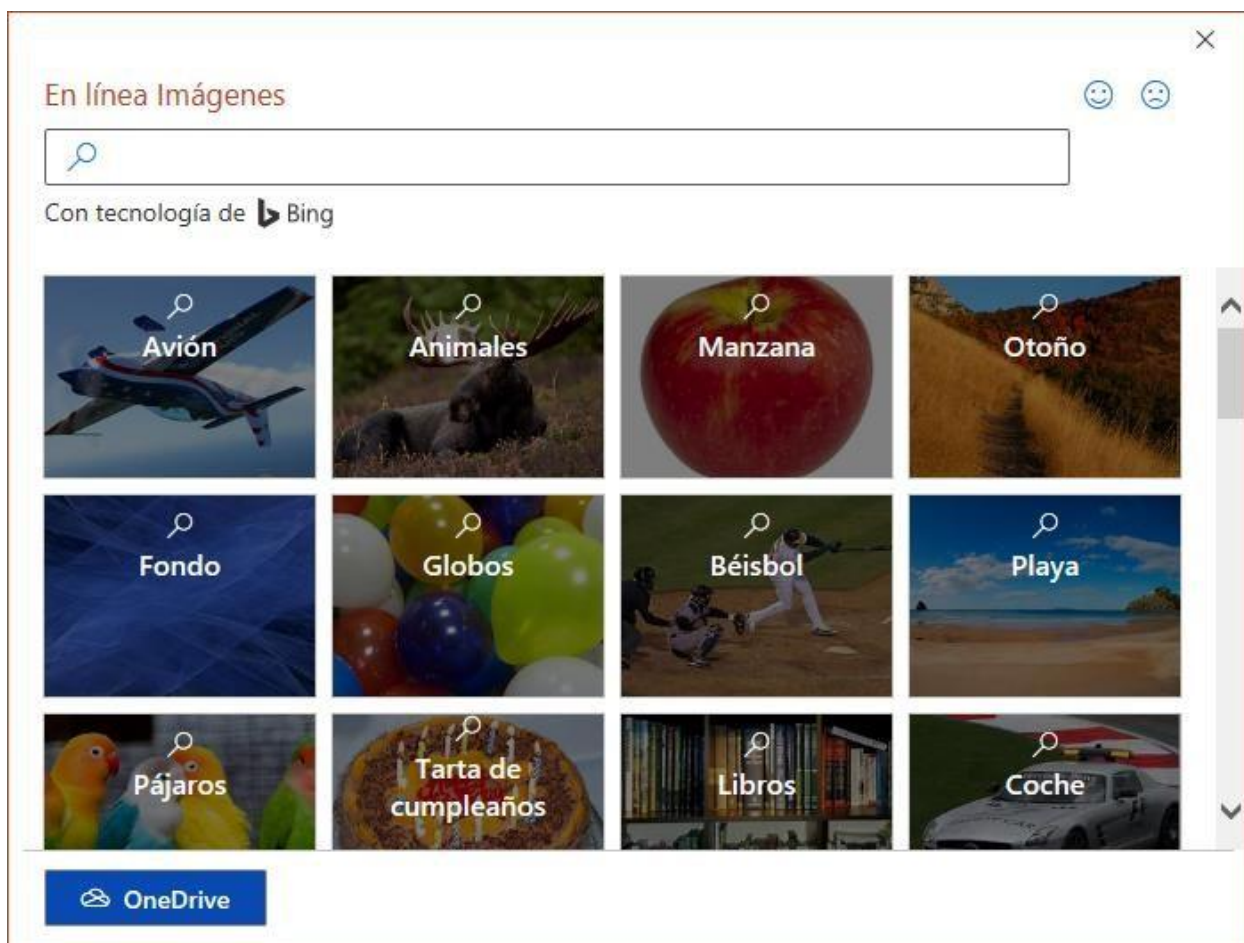 En línea Imágenes
Con tecnología de Bing
Avión
Animales
Manzana
Otoño
Fondo
Globos
Béisbol
Playa
Pájaros
Tarta de
cumpleaños
Libros
Coche
OneDrive